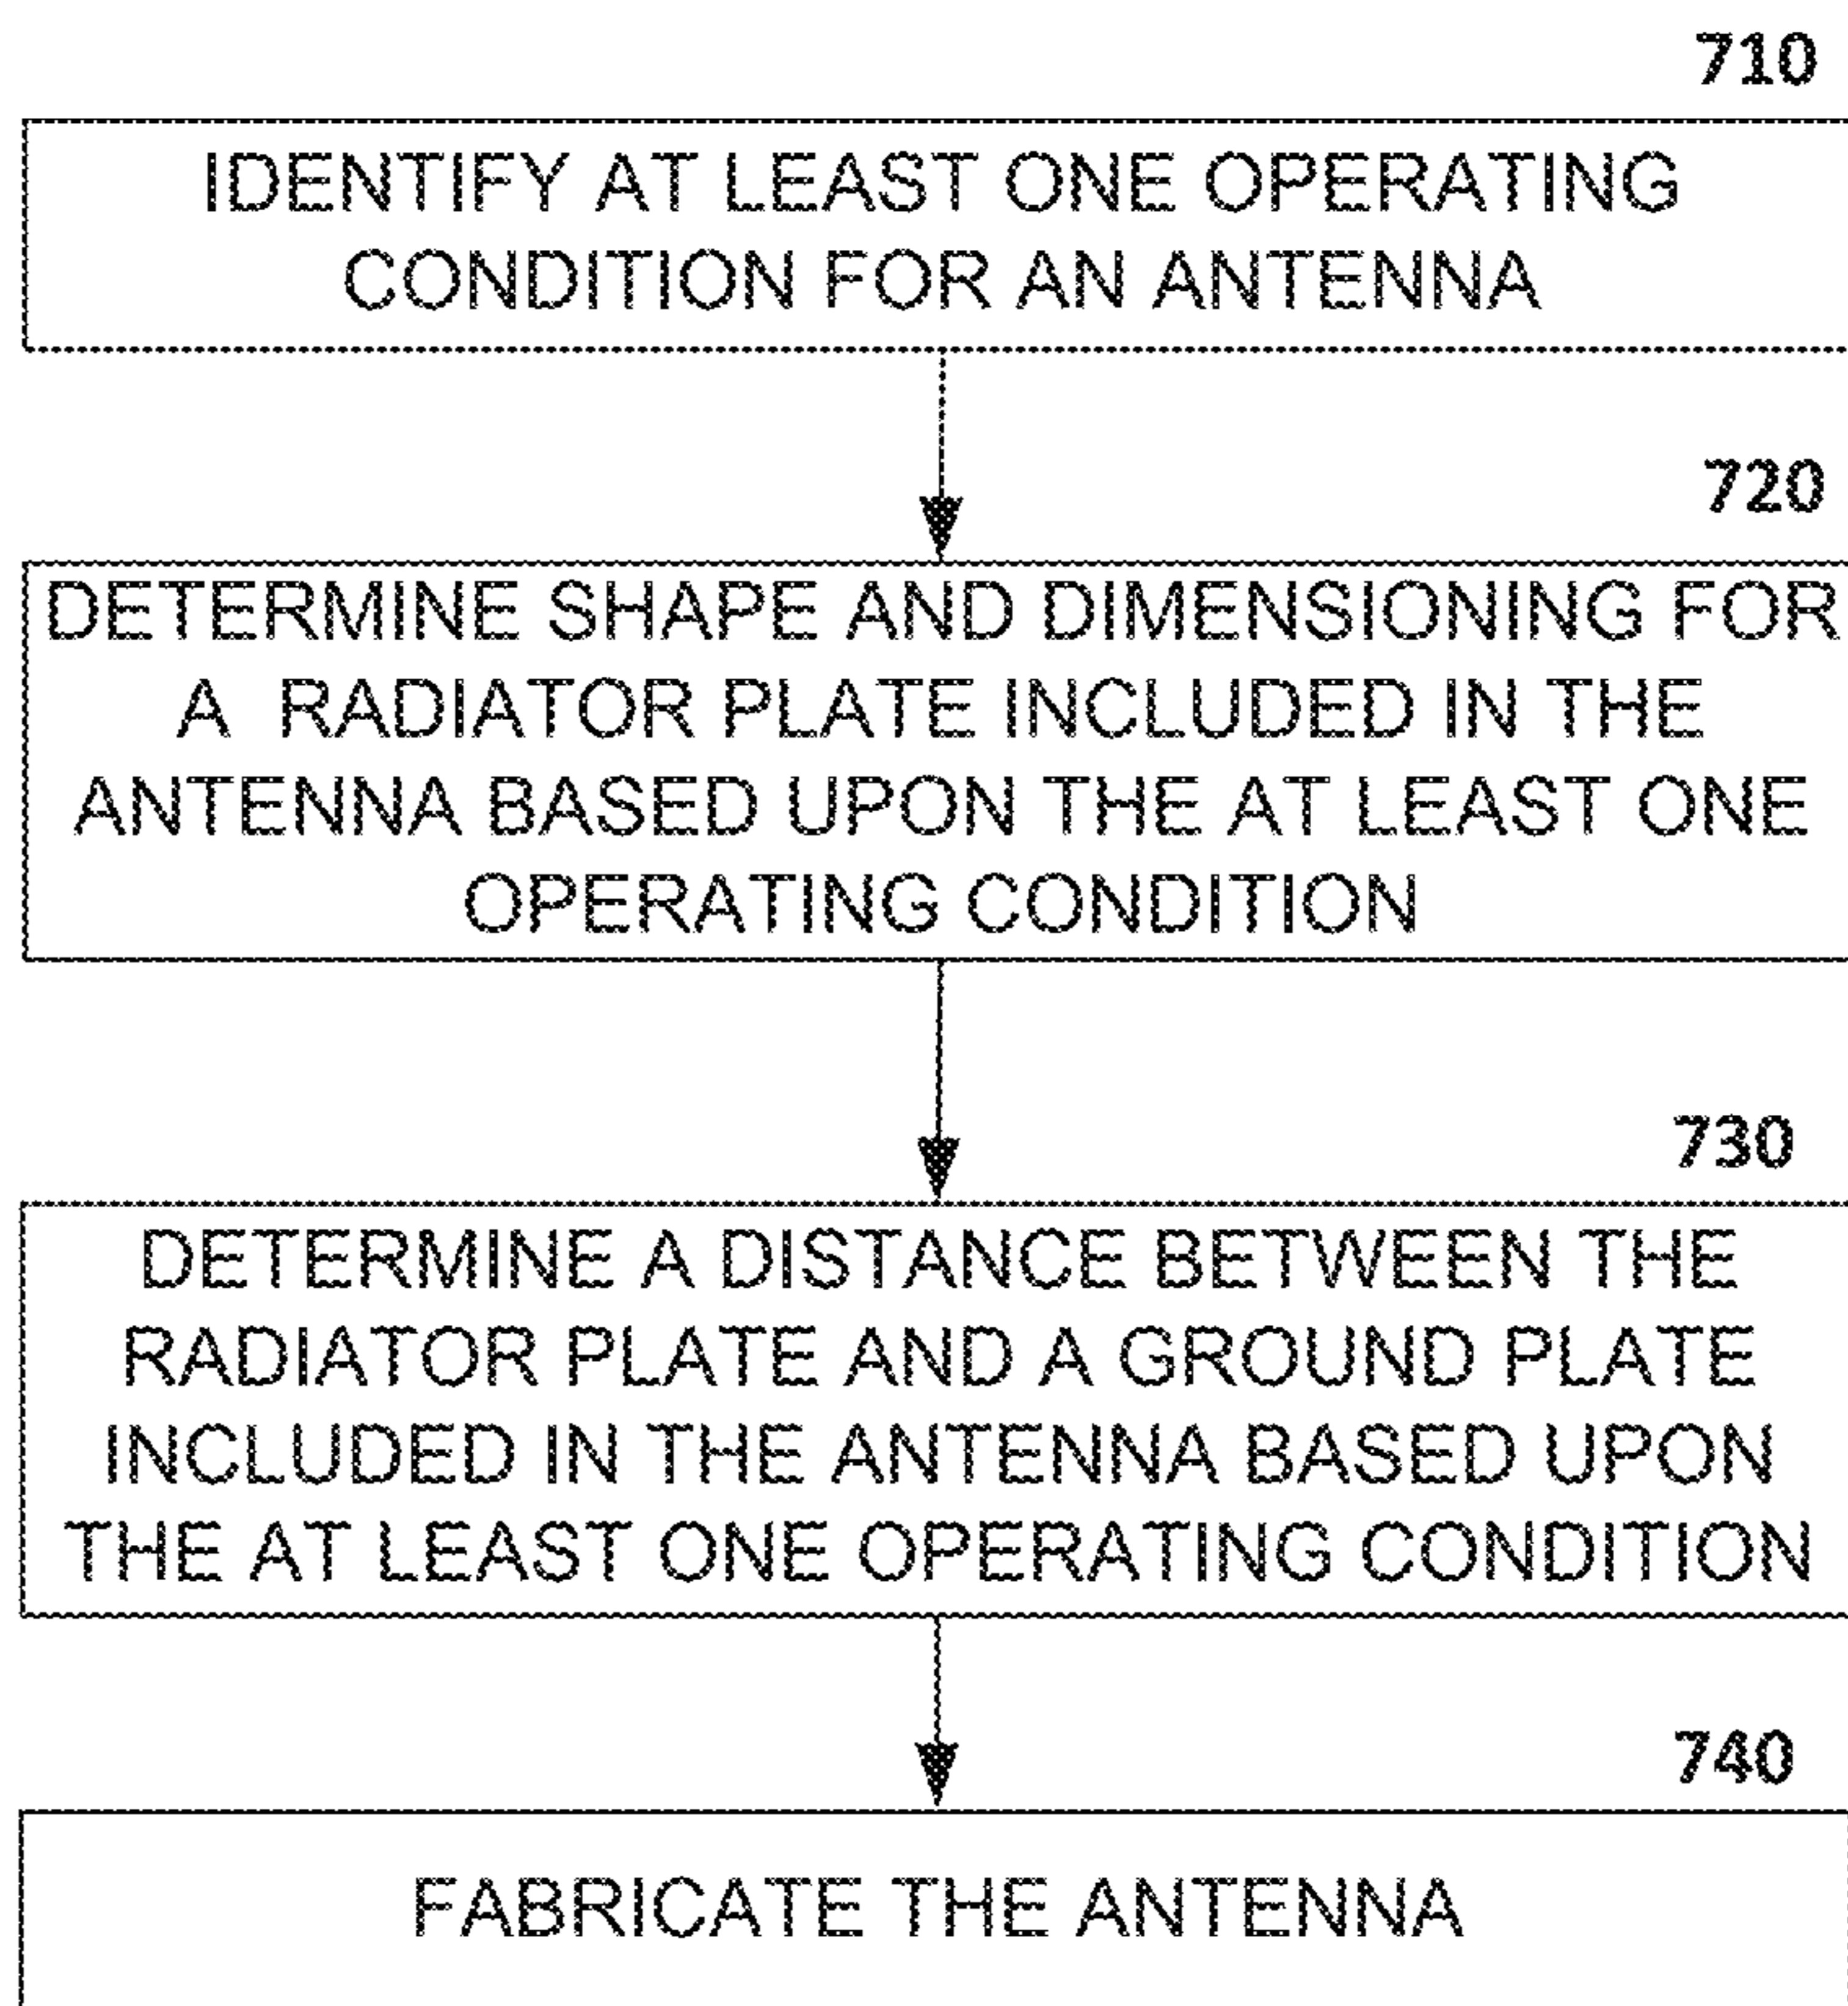 710
IDENTIFY AT LEAST ONE OPERATING
CONDITION FOR AN ANTENNA
720
DETERMINE SHAPE AND DIMENSIONING FOR
A RADIATOR PLATE INCLUDED IN THE
ANTENNA BASED UPON THE AT LEAST ONE
OPERATING CONDITION
730
DETERMINE A DISTANCE BETWEEN THE
RADIATOR PLATE AND A GROUND PLATE
INCLUDED IN THE ANTENNA BASED UPON
THE AT LEAST ONE OPERATING CONDITION
740
FABRICATE THE ANTENNA